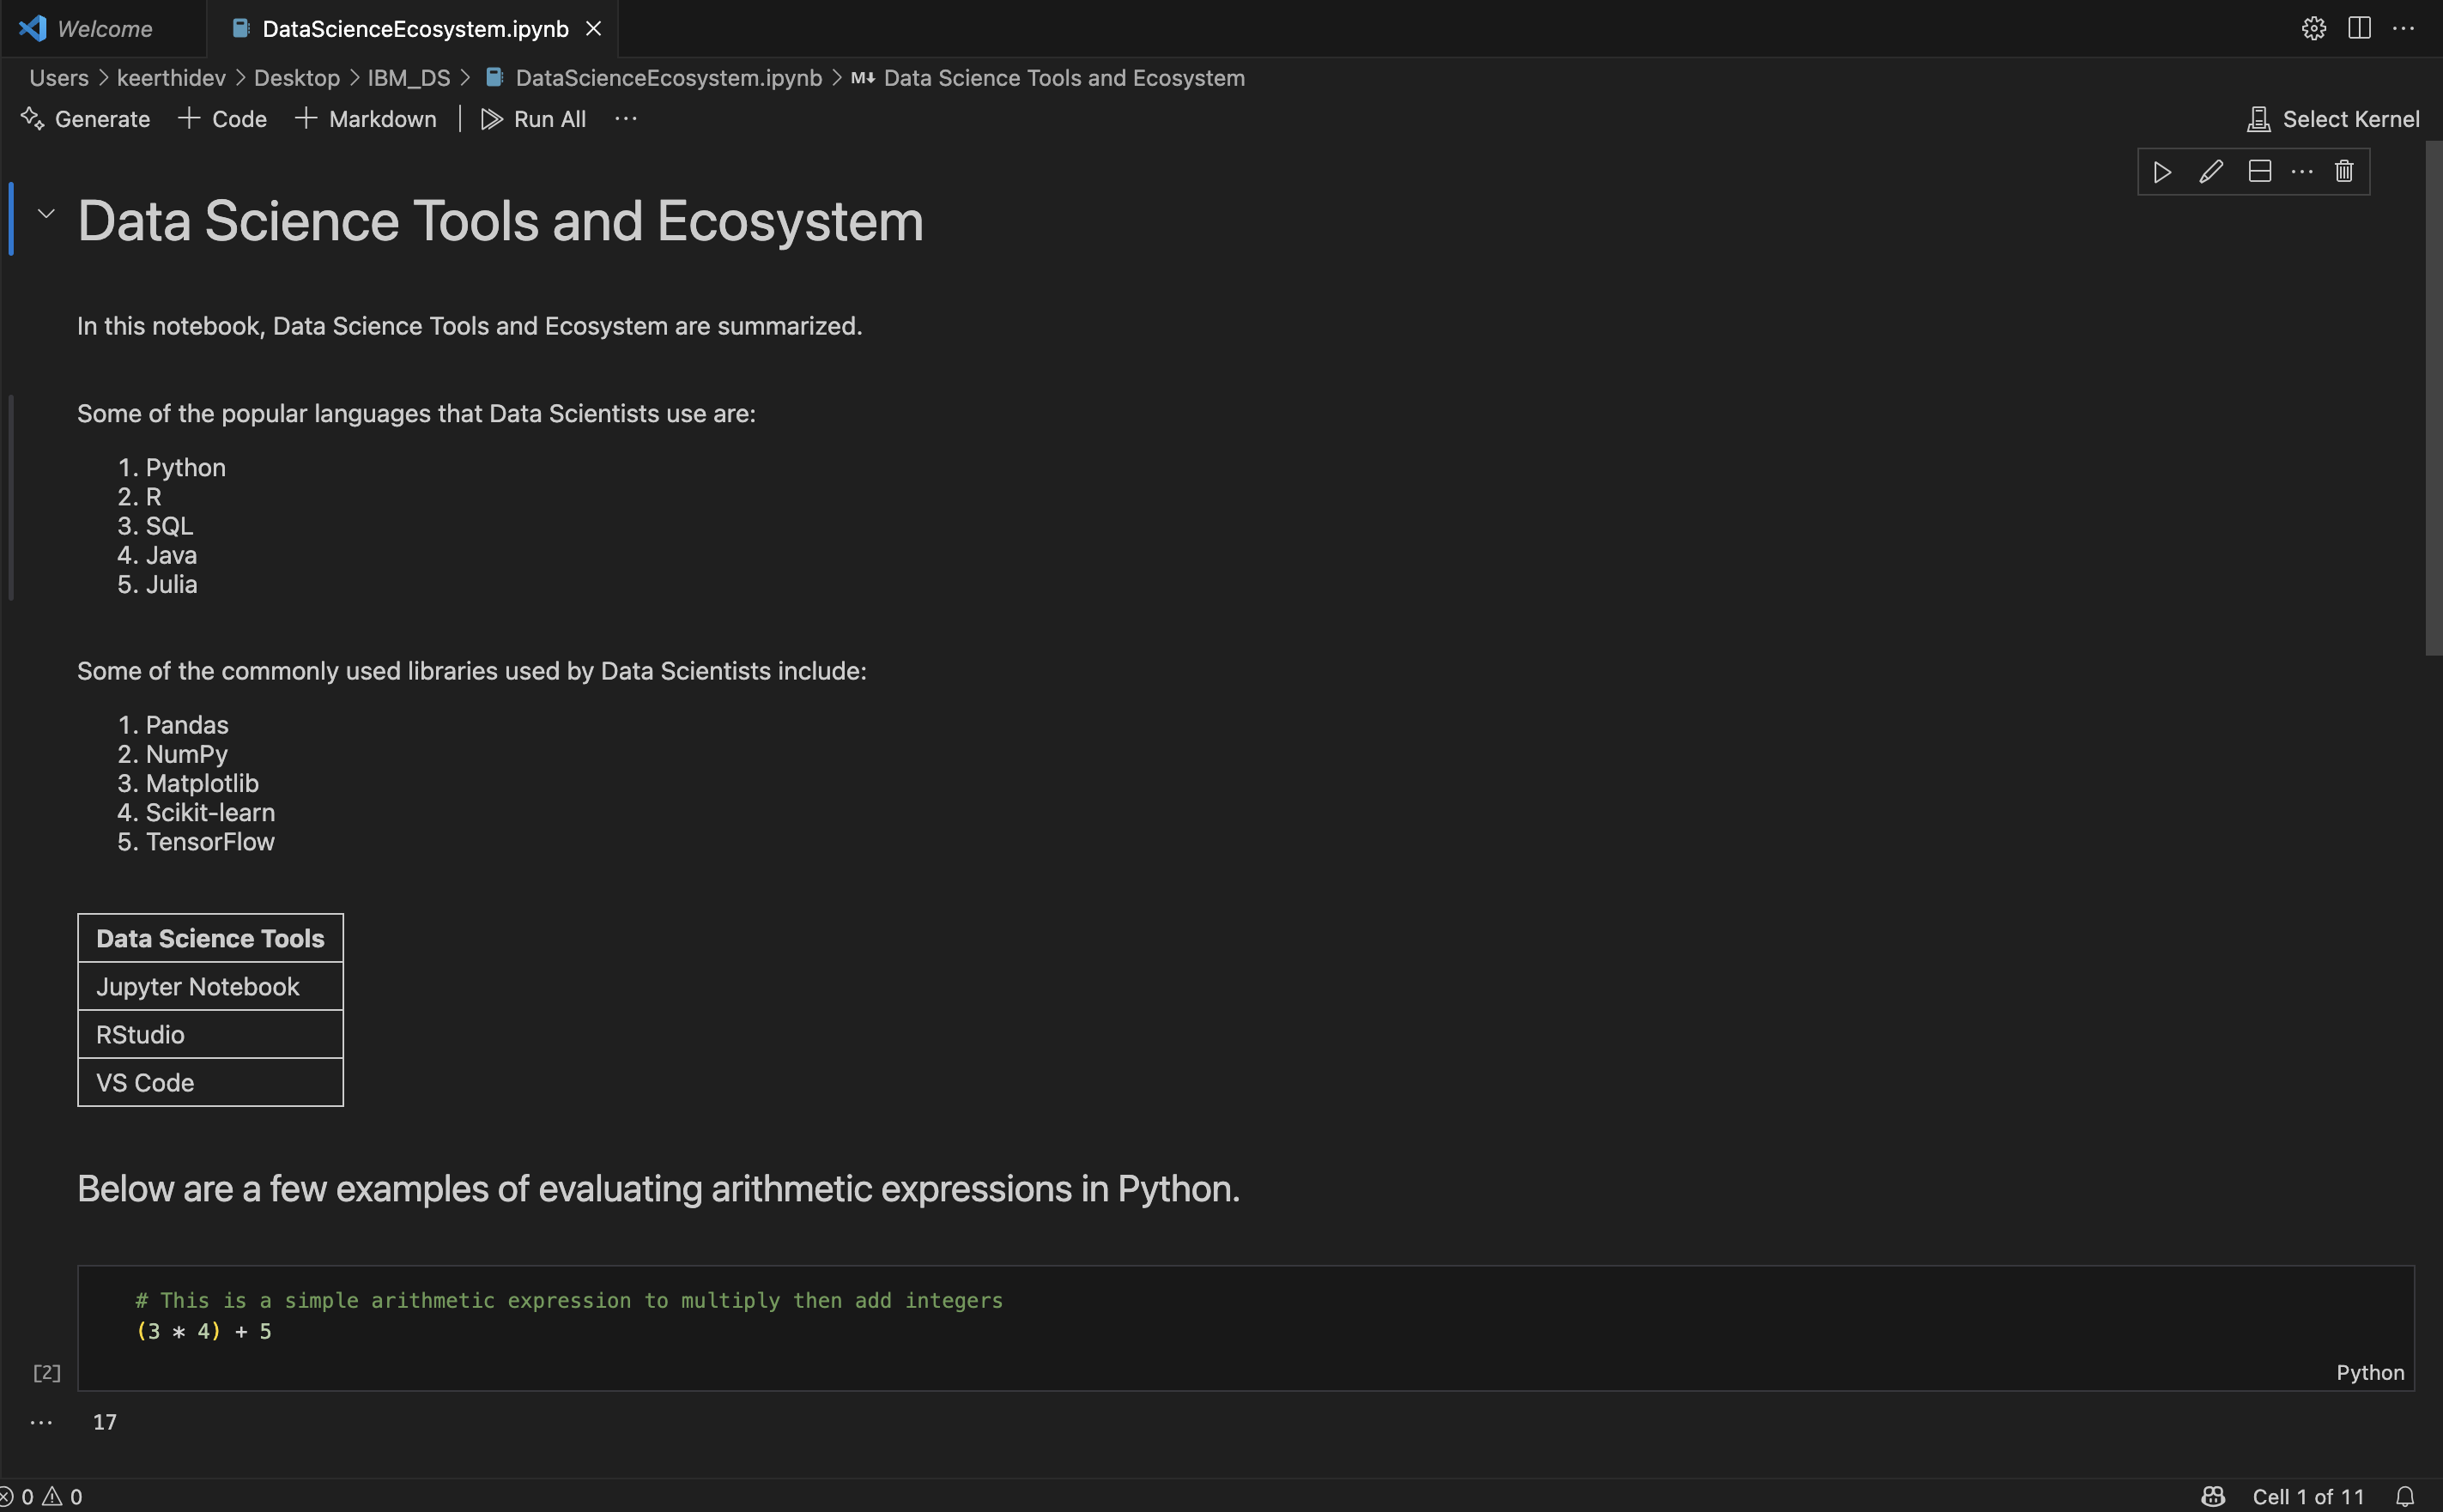 Welcome DataScienceEcosystem.ipynb
Users > keerthidev > Desktop > IBM_DS > DataScienceEcosystem.ipynb > M↓ Data Science Tools and Ecosystem
Generate + Code + Markdown | Run All ...
Select Kernel
Data Science Tools and Ecosystem
In this notebook, Data Science Tools and Ecosystem are summarized.
Some of the popular languages that Data Scientists use are:
1. Python
2. R
3. SQL
4. Java
5. Julia
Some of the commonly used libraries used by Data Scientists include:
1. Pandas
2. NumPy
3. Matplotlib
4. Scikit-learn
5. TensorFlow
Data Science Tools
Jupyter Notebook
RStudio
VS Code
Below are a few examples of evaluating arithmetic expressions in Python.
# This is a simple arithmetic expression to multiply then add integers
(3 * 4) + 5
[2]
Python
... 17
0 0
Cell 1 of 11